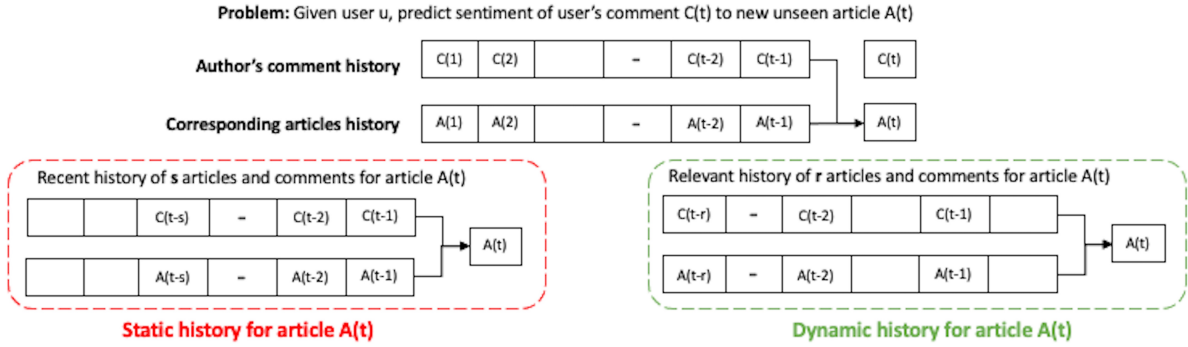 Problem: Given user u, predict sentiment of user's comment C(t) to new unseen article A(t)
Author's comment history C(1) C(2) – C(t-2) C(t-1) C(t)
Corresponding articles history A(1) A(2) – A(t-2) A(t-1) A(t)
Recent history of s articles and comments for article A(t)
C(t-s) – C(t-2) C(t-1)
A(t)
A(t-s) – A(t-2) A(t-1)
Static history for article A(t)
Relevant history of r articles and comments for article A(t)
C(t-r) – C(t-2) C(t-1)
A(t)
A(t-r) – A(t-2) A(t-1)
Dynamic history for article A(t)